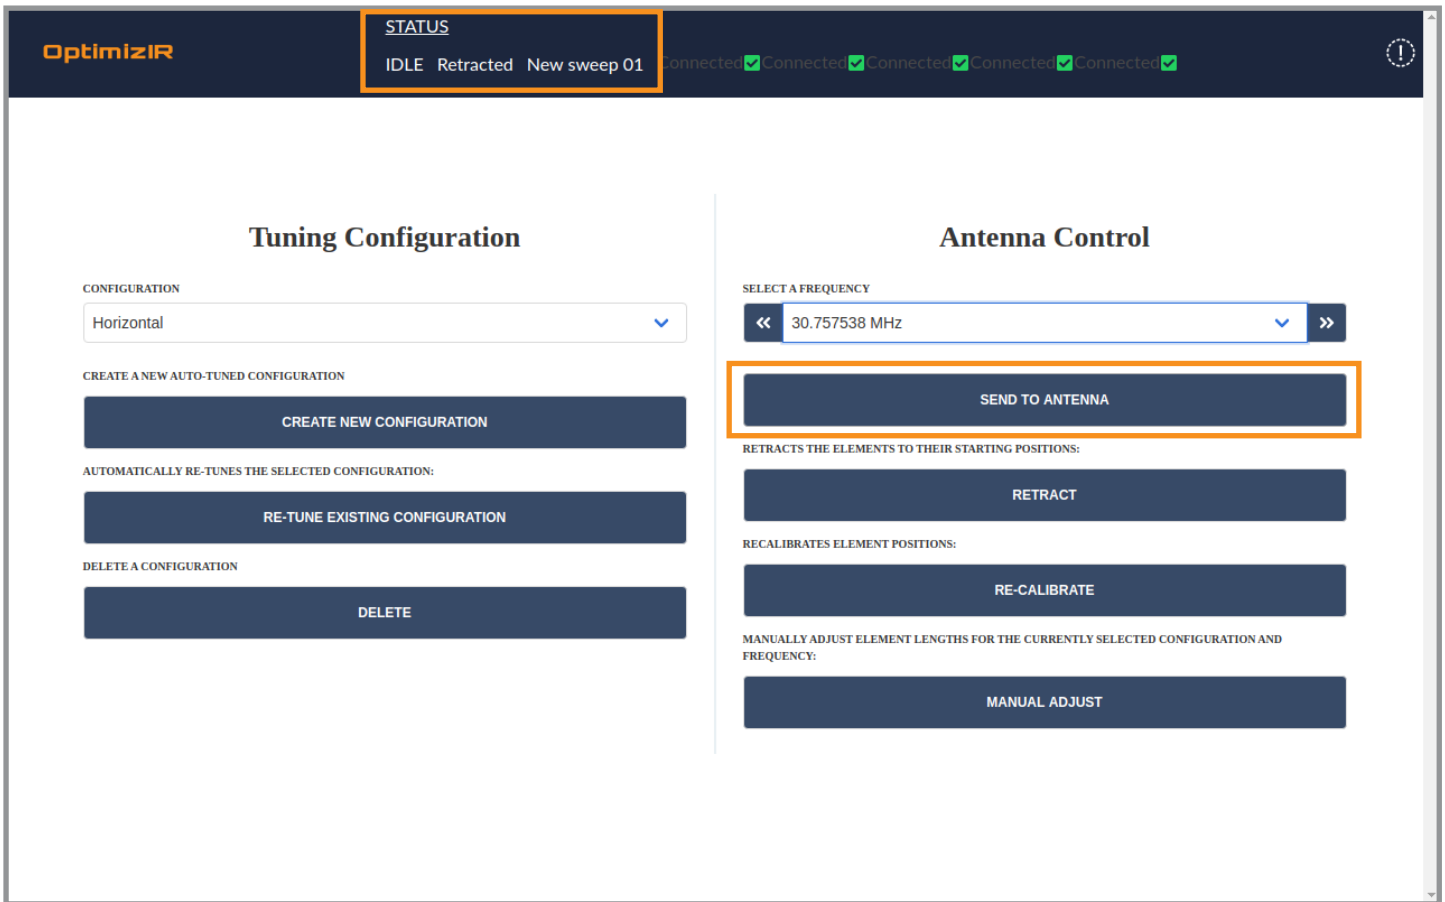 OptimizIR
STATUS
IDLE Retracted New sweep 01
Connected Connected Connected Connected Connected
Tuning Configuration
CONFIGURATION
Horizontal
CREATE A NEW AUTO-TUNED CONFIGURATION
CREATE NEW CONFIGURATION
AUTOMATICALLY RE-TUNES THE SELECTED CONFIGURATION:
RE-TUNE EXISTING CONFIGURATION
DELETE A CONFIGURATION
DELETE
Antenna Control
SELECT A FREQUENCY
30.757538 MHz
SEND TO ANTENNA
RETRACTS THE ELEMENTS TO THEIR STARTING POSITIONS:
RETRACT
RECALIBRATES ELEMENT POSITIONS:
RE-CALIBRATE
MANUALLY ADJUST ELEMENT LENGTHS FOR THE CURRENTLY SELECTED CONFIGURATION AND
FREQUENCY:
MANUAL ADJUST